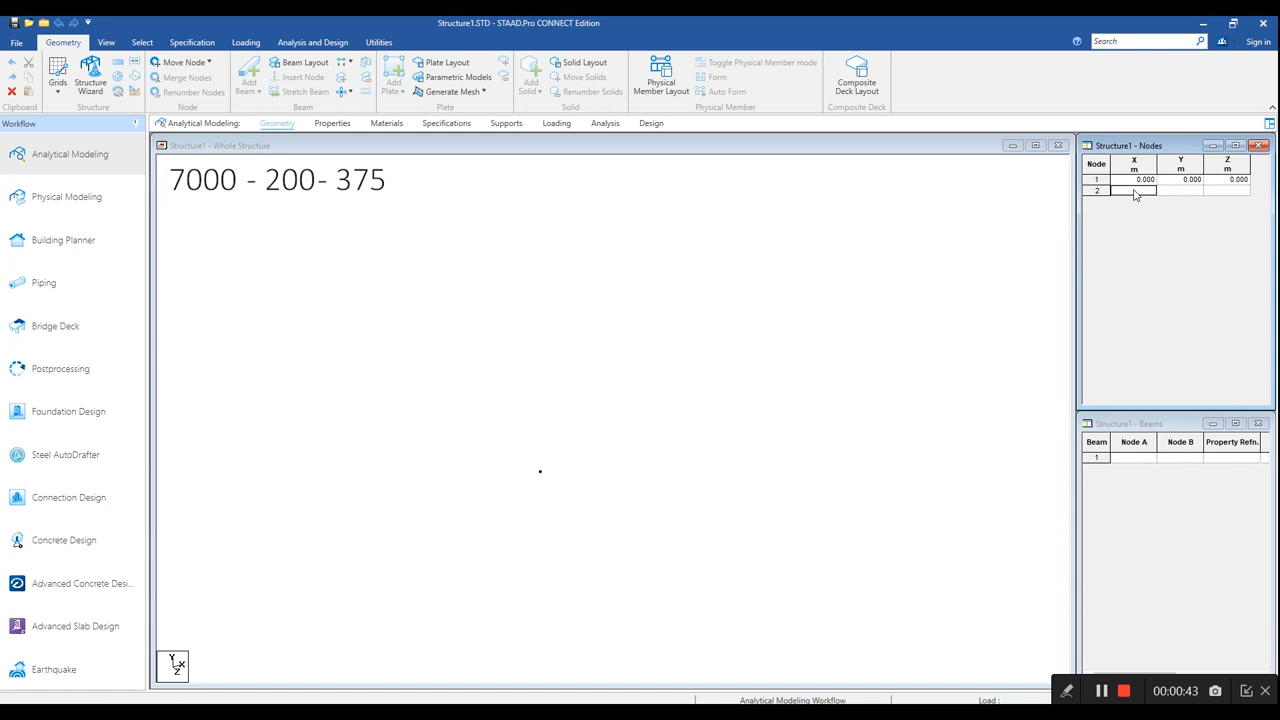 Structure1.STD - STAAD.Pro CONNECT Edition
File Geometry View Select Specification Loading Analysis and Design Utilities Search Sign in
Grids Structure Wizard Move Node Merge Nodes Renumber Nodes Add Beam Beam Layout Insert Node Stretch Beam Add Plate Plate Layout Parametric Models Generate Mesh Add Solid Solid Layout Move Solids Renumber Solids Physical Member Layout Toggle Physical Member mode Form Auto Form Composite Deck Layout
Clipboard Structure Node Beam Plate Solid Physical Member Composite Deck
Workflow Analytical Modeling: Geometry Properties Materials Specifications Supports Loading Analysis Design
Analytical Modeling
Physical Modeling
Building Planner
Piping
Bridge Deck
Postprocessing
Foundation Design
Steel AutoDrafter
Connection Design
Concrete Design
Advanced Concrete Desi...
Advanced Slab Design
Earthquake
Structure1 - Whole Structure
7000 - 200- 375
Y X Z
Structure1 - Nodes
Node X m Y m Z m
1 0.000 0.000 0.000
2
Structure1 - Beams
Beam Node A Node B Property Refn.
1
00:00:43
Analytical Modeling Workflow Load :